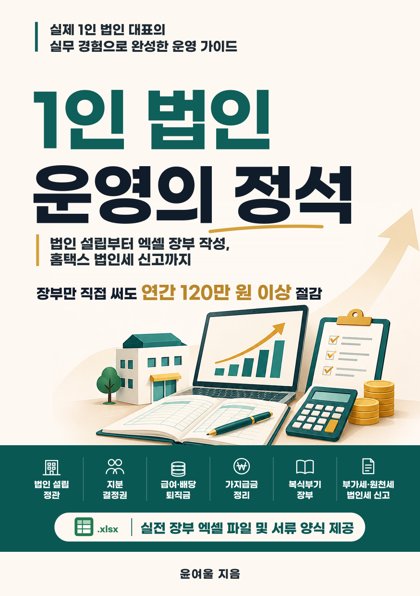 실제 1인 법인 대표의
실무 경험으로 완성한 운영 가이드
1인 법인
운영의 정석
법인 설립부터 엑셀 장부 작성,
홈택스 법인세 신고까지
장부만 직접 써도 연간 120만 원 이상 절감
법인 설립
정관
지분
결정권
급여·배당
퇴직금
₩
가지급금
정리
복식부기
장부
부가세·원천세
법인세 신고
.xlsx
실전 장부 엑셀 파일 및 서류 양식 제공
윤여울 지음